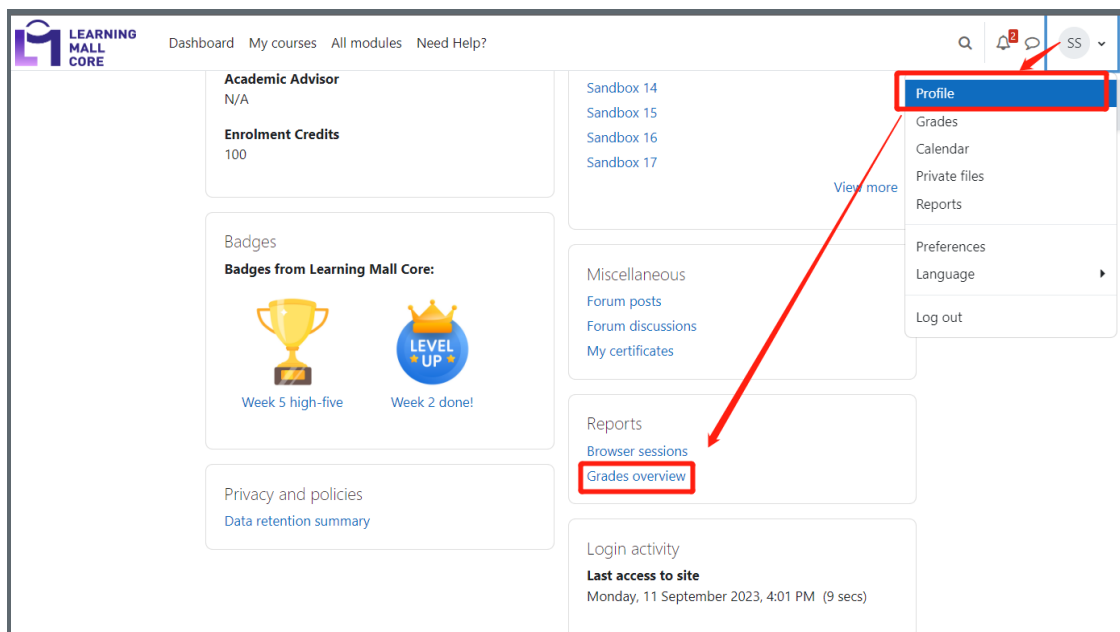 LEARNING
MALL
CORE
Dashboard My courses All modules Need Help?
2
SS
Academic Advisor
N/A
Enrolment Credits
100
Badges
Badges from Learning Mall Core:
LEVEL
UP
Week 5 high-five
Week 2 done!
Privacy and policies
Data retention summary
Sandbox 14
Sandbox 15
Sandbox 16
Sandbox 17
View more
Miscellaneous
Forum posts
Forum discussions
My certificates
Reports
Browser sessions
Grades overview
Login activity
Last access to site
Monday, 11 September 2023, 4:01 PM (9 secs)
Profile
Grades
Calendar
Private files
Reports
Preferences
Language
Log out